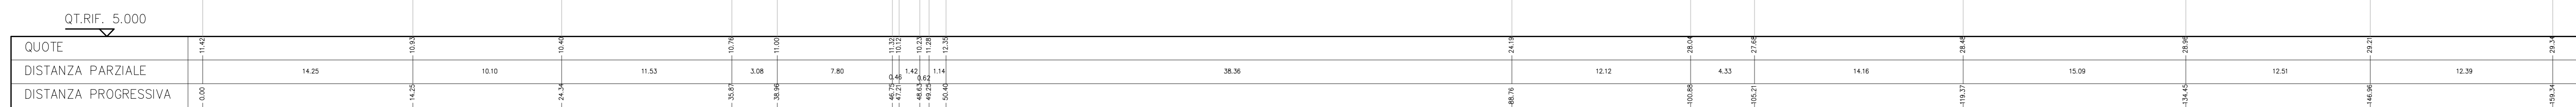 QT.RIF. 5.000
QUOTE 11.42 10.93 10.40 10.76 11.00 11.32 10.12 10.23 11.28 12.35 24.19 28.04 27.68 28.48 28.96 29.21 29.34
DISTANZA PARZIALE 14.25 10.10 11.53 3.08 7.80 0.46 1.42 0.62 1.14 38.36 12.12 4.33 14.16 15.09 12.51 12.39
DISTANZA PROGRESSIVA 0.00 14.25 24.34 35.87 38.96 46.75 47.21 48.63 49.25 50.40 88.76 100.88 105.21 119.37 134.45 146.96 159.34